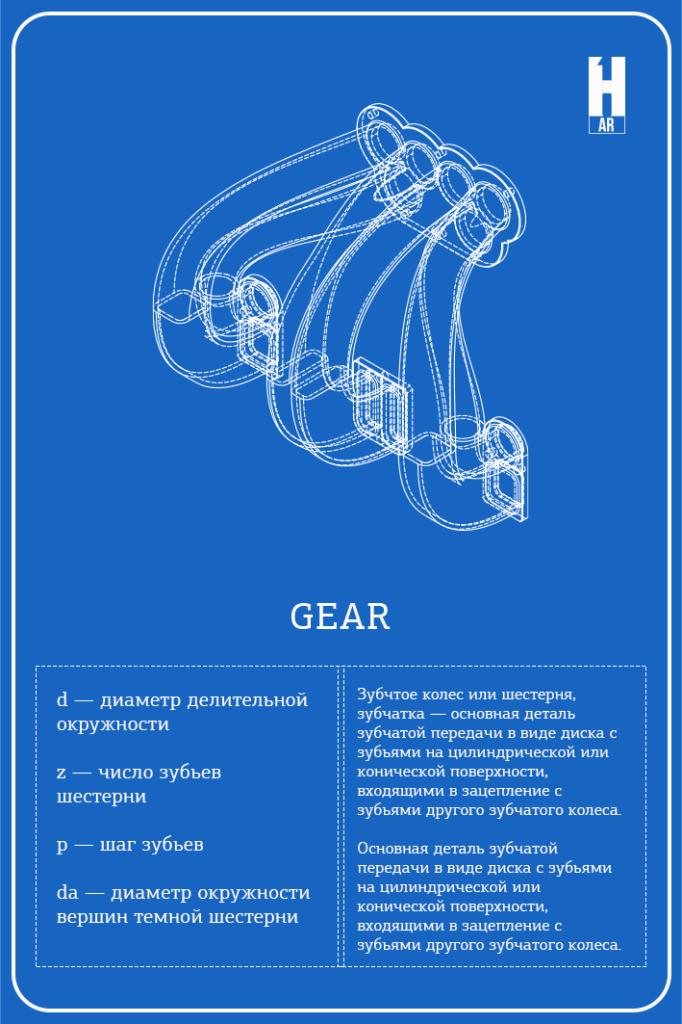 H
AR
GEAR
d — диаметр делительной
окружности
z — число зубьев
шестерни
p — шаг зубьев
da — диаметр окружности
вершин темной шестерни
Зубчтое колес или шестерня,
зубчатка — основная деталь
зубчатой передачи в виде диска с
зубьями на цилиндрической или
конической поверхности,
входящими в зацепление с
зубьями другого зубчатого колеса.
Основная деталь зубчатой
передачи в виде диска с зубьями
на цилиндрической или
конической поверхности,
входящими в зацепление с
зубьями другого зубчатого колеса.